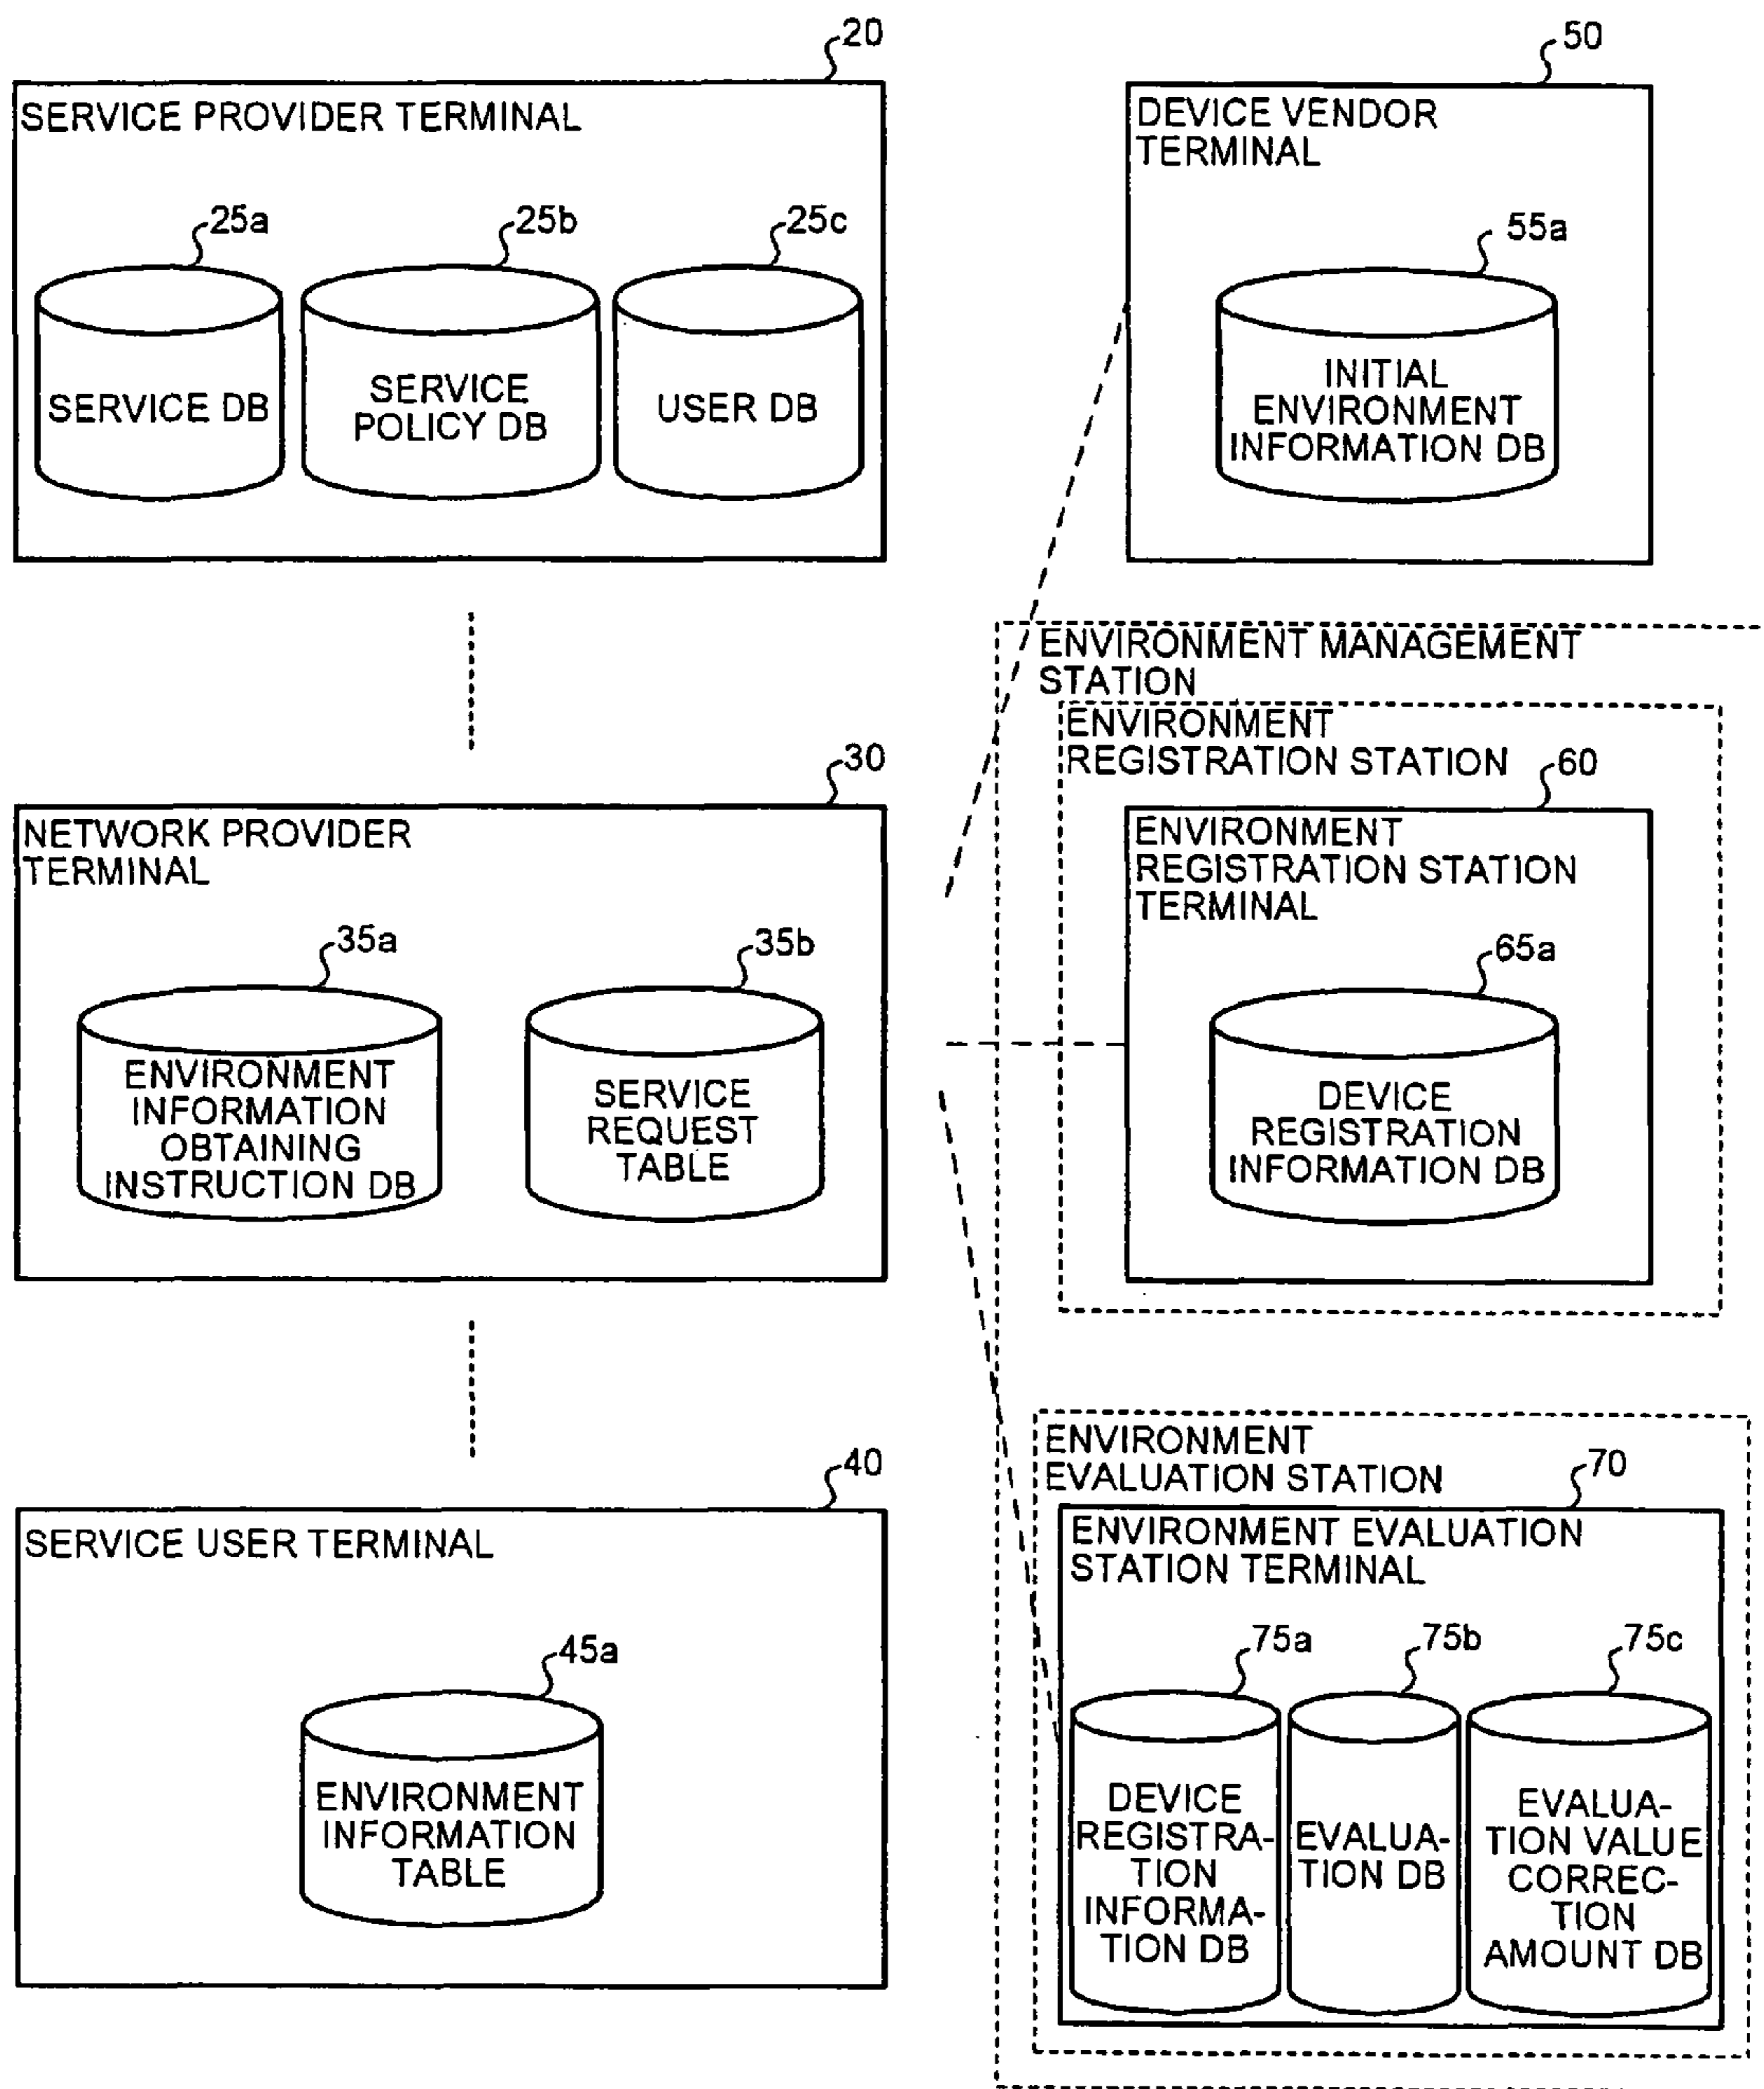 20
SERVICE PROVIDER TERMINAL
25a
25b
25c
SERVICE DB
SERVICE
POLICY DB
USER DB
50
DEVICE VENDOR
TERMINAL
55a
INITIAL
ENVIRONMENT
INFORMATION DB
30
NETWORK PROVIDER
TERMINAL
35a
35b
ENVIRONMENT
INFORMATION
OBTAINING
INSTRUCTION DB
SERVICE
REQUEST
TABLE
ENVIRONMENT MANAGEMENT
STATION
ENVIRONMENT
REGISTRATION STATION
60
ENVIRONMENT
REGISTRATION STATION
TERMINAL
65a
DEVICE
REGISTRATION
INFORMATION DB
40
SERVICE USER TERMINAL
45a
ENVIRONMENT
INFORMATION
TABLE
ENVIRONMENT
EVALUATION STATION
70
ENVIRONMENT EVALUATION
STATION TERMINAL
75a
75b
75c
DEVICE
REGISTRA-
TION
INFORMA-
TION DB
EVALUA-
TION DB
EVALUA-
TION VALUE
CORREC-
TION
AMOUNT DB